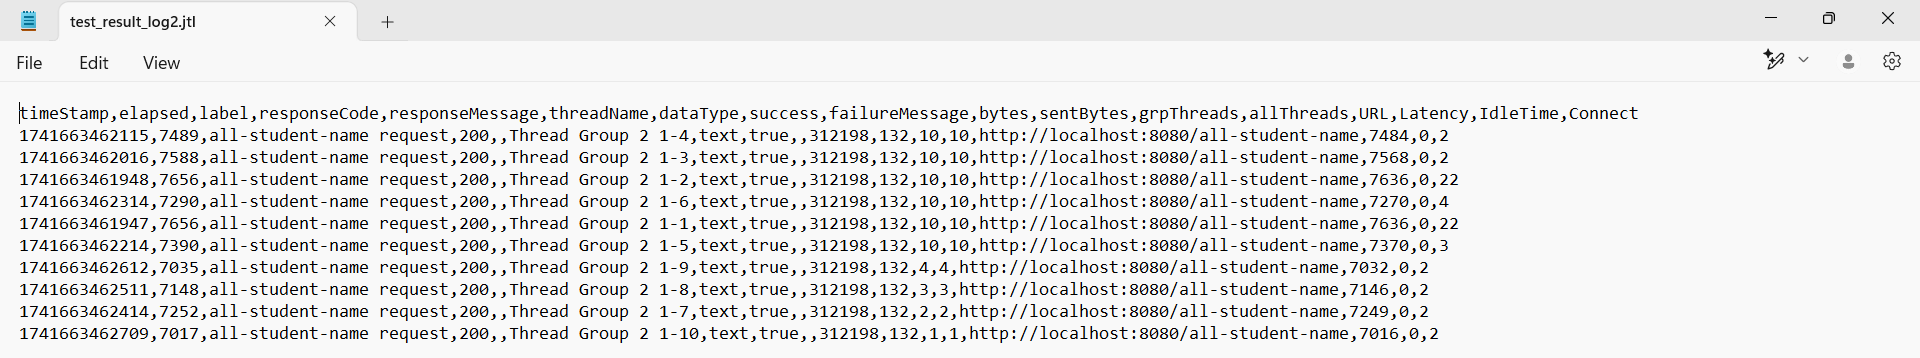 test_result_log2.jtl
File Edit View
timeStamp,elapsed,label,responseCode,responseMessage,threadName,dataType,success,failureMessage,bytes,sentBytes,grpThreads,allThreads,URL,Latency,IdleTime,Connect
1741663462115,7489,all-student-name request,200,,Thread Group 2 1-4,text,true,,312198,132,10,10,http://localhost:8080/all-student-name,7484,0,2
1741663462016,7588,all-student-name request,200,,Thread Group 2 1-3,text,true,,312198,132,10,10,http://localhost:8080/all-student-name,7568,0,2
1741663461948,7656,all-student-name request,200,,Thread Group 2 1-2,text,true,,312198,132,10,10,http://localhost:8080/all-student-name,7636,0,22
1741663462314,7290,all-student-name request,200,,Thread Group 2 1-6,text,true,,312198,132,10,10,http://localhost:8080/all-student-name,7270,0,4
1741663461947,7656,all-student-name request,200,,Thread Group 2 1-1,text,true,,312198,132,10,10,http://localhost:8080/all-student-name,7636,0,22
1741663462214,7390,all-student-name request,200,,Thread Group 2 1-5,text,true,,312198,132,10,10,http://localhost:8080/all-student-name,7370,0,3
1741663462612,7035,all-student-name request,200,,Thread Group 2 1-9,text,true,,312198,132,4,4,http://localhost:8080/all-student-name,7032,0,2
1741663462511,7148,all-student-name request,200,,Thread Group 2 1-8,text,true,,312198,132,3,3,http://localhost:8080/all-student-name,7146,0,2
1741663462414,7252,all-student-name request,200,,Thread Group 2 1-7,text,true,,312198,132,2,2,http://localhost:8080/all-student-name,7249,0,2
1741663462709,7017,all-student-name request,200,,Thread Group 2 1-10,text,true,,312198,132,1,1,http://localhost:8080/all-student-name,7016,0,2